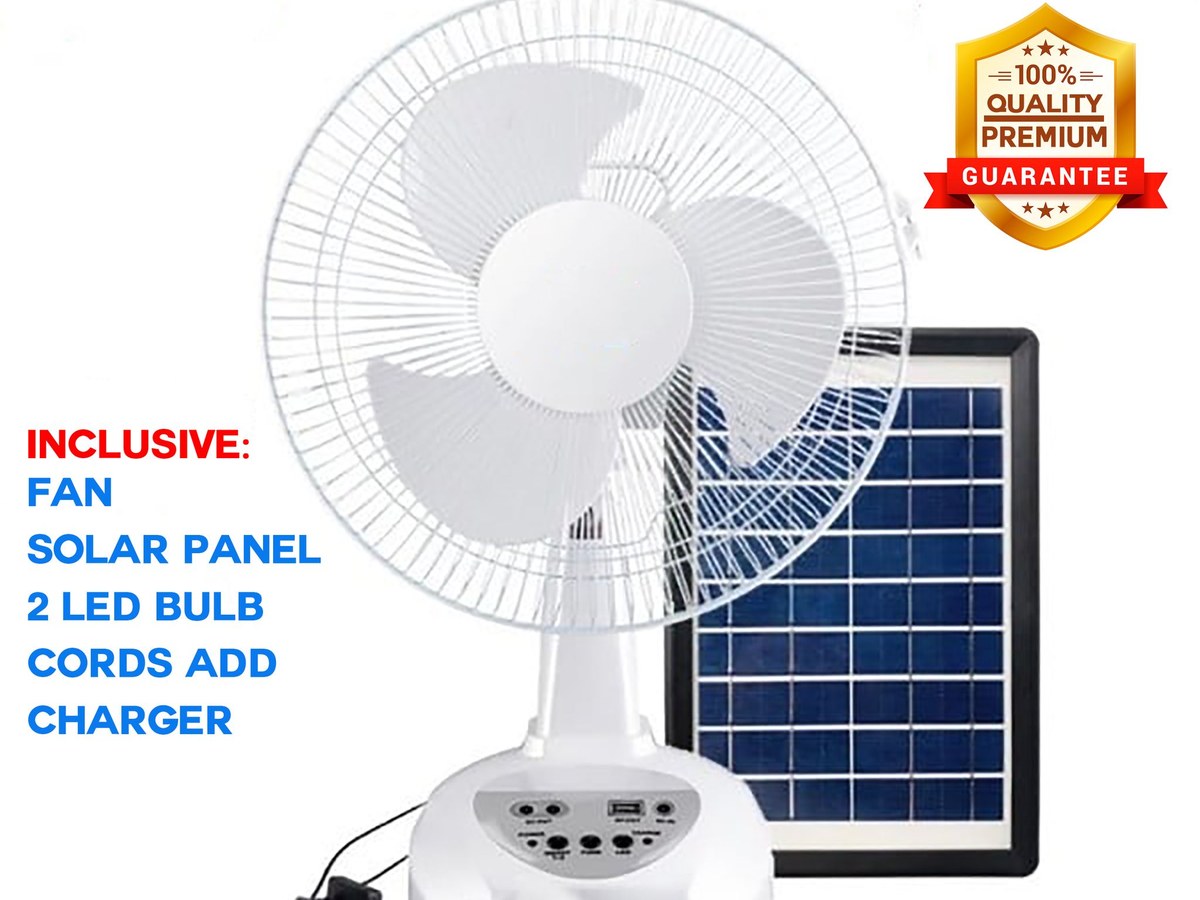 100%
QUALITY
PREMIUM
GUARANTEE
INCLUSIVE:
FAN
SOLAR PANEL
2 LED BULB
CORDS ADD
CHARGER